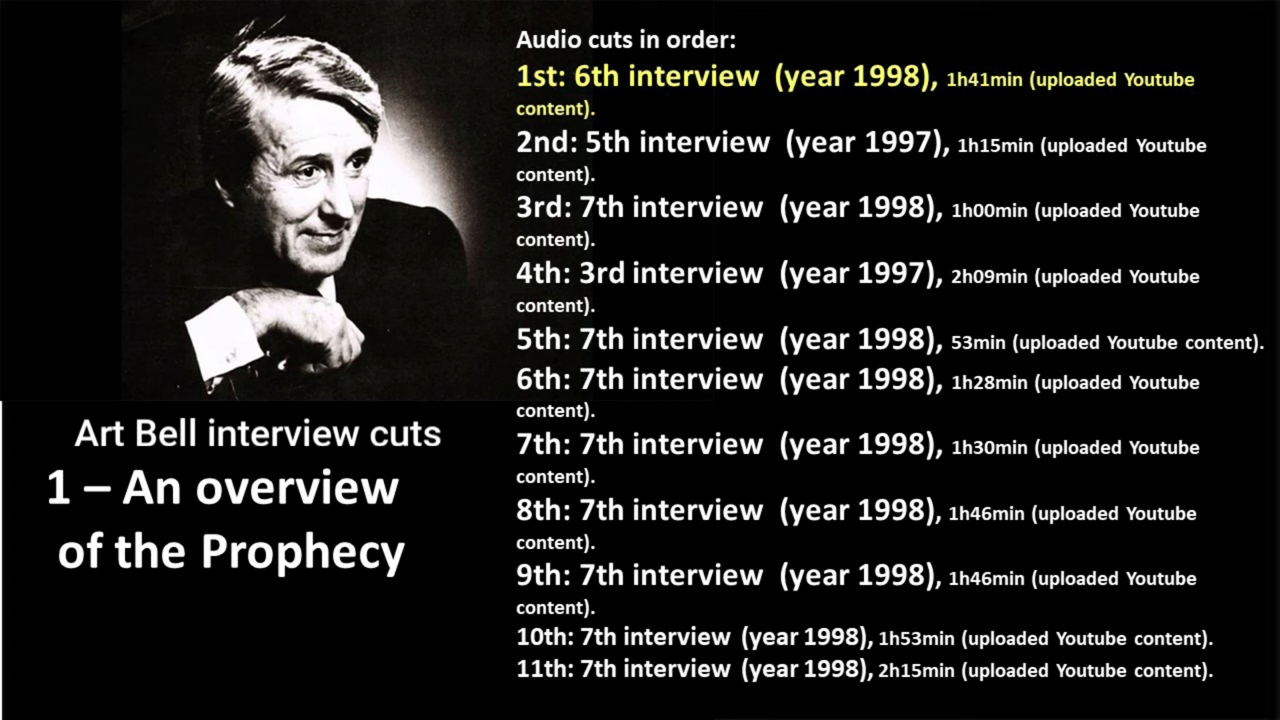 Audio cuts in order:
1st: 6th interview (year 1998), 1h41min (uploaded Youtube
content).
2nd: 5th interview (year 1997), 1h15min (uploaded Youtube
content).
3rd: 7th interview (year 1998), 1h00min (uploaded Youtube
content).
4th: 3rd interview (year 1997), 2h09min (uploaded Youtube
content).
5th: 7th interview (year 1998), 53min (uploaded Youtube content).
6th: 7th interview (year 1998), 1h28min (uploaded Youtube
content).
7th: 7th interview (year 1998), 1h30min (uploaded Youtube
content).
8th: 7th interview (year 1998), 1h46min (uploaded Youtube
content).
9th: 7th interview (year 1998), 1h46min (uploaded Youtube
content).
10th: 7th interview (year 1998), 1h53min (uploaded Youtube content).
11th: 7th interview (year 1998), 2h15min (uploaded Youtube content).
Art Bell interview cuts
1 – An overview
of the Prophecy